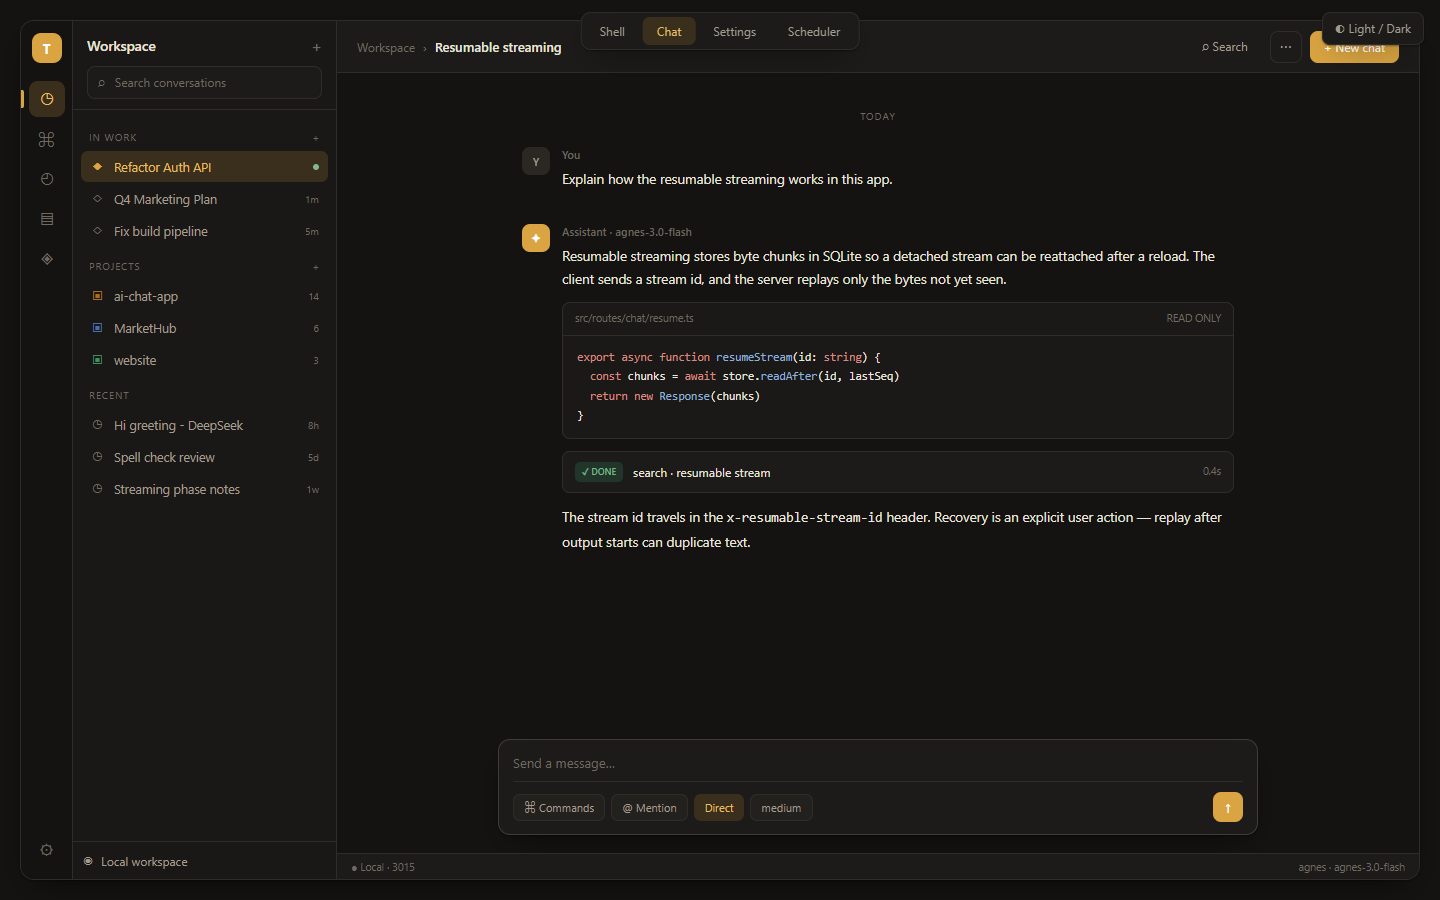 Shell Chat Settings Scheduler
Light / Dark
T
Workspace +
Search conversations
IN WORK +
Refactor Auth API
Q4 Marketing Plan 1m
Fix build pipeline 5m
PROJECTS +
ai-chat-app 14
MarketHub 6
website 3
RECENT
Hi greeting - DeepSeek 8h
Spell check review 5d
Streaming phase notes 1w
Local workspace
Workspace › Resumable streaming
Search
···
+ New chat
TODAY
Y
You
Explain how the resumable streaming works in this app.
Assistant · agnes-3.0-flash
Resumable streaming stores byte chunks in SQLite so a detached stream can be reattached after a reload. The
client sends a stream id, and the server replays only the bytes not yet seen.
src/routes/chat/resume.ts READ ONLY
export async function resumeStream(id: string) {
const chunks = await store.readAfter(id, lastSeq)
return new Response(chunks)
}
✓ DONE search · resumable stream 0.4s
The stream id travels in the x-resumable-stream-id header. Recovery is an explicit user action — replay after
output starts can duplicate text.
Send a message...
⌘ Commands @ Mention Direct medium ↑
● Local · 3015 agnes · agnes-3.0-flash